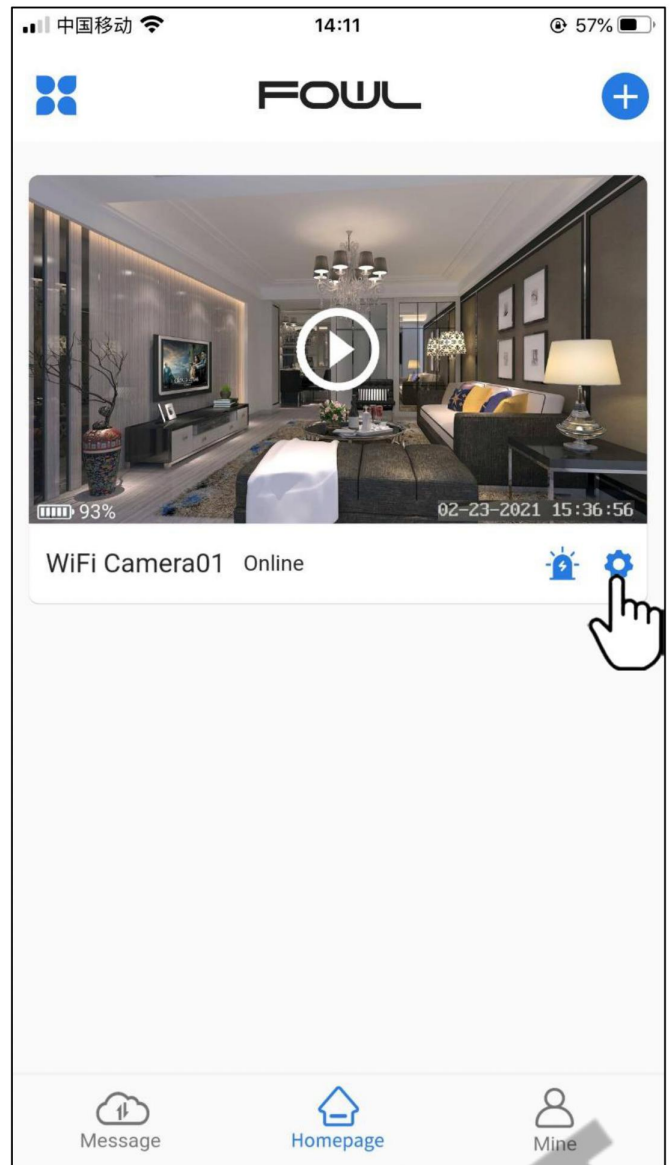 中国移动 14:11 57%
FOWL
93% 02-23-2021 15:36:56
WiFi Camera01 Online
Message Homepage Mine